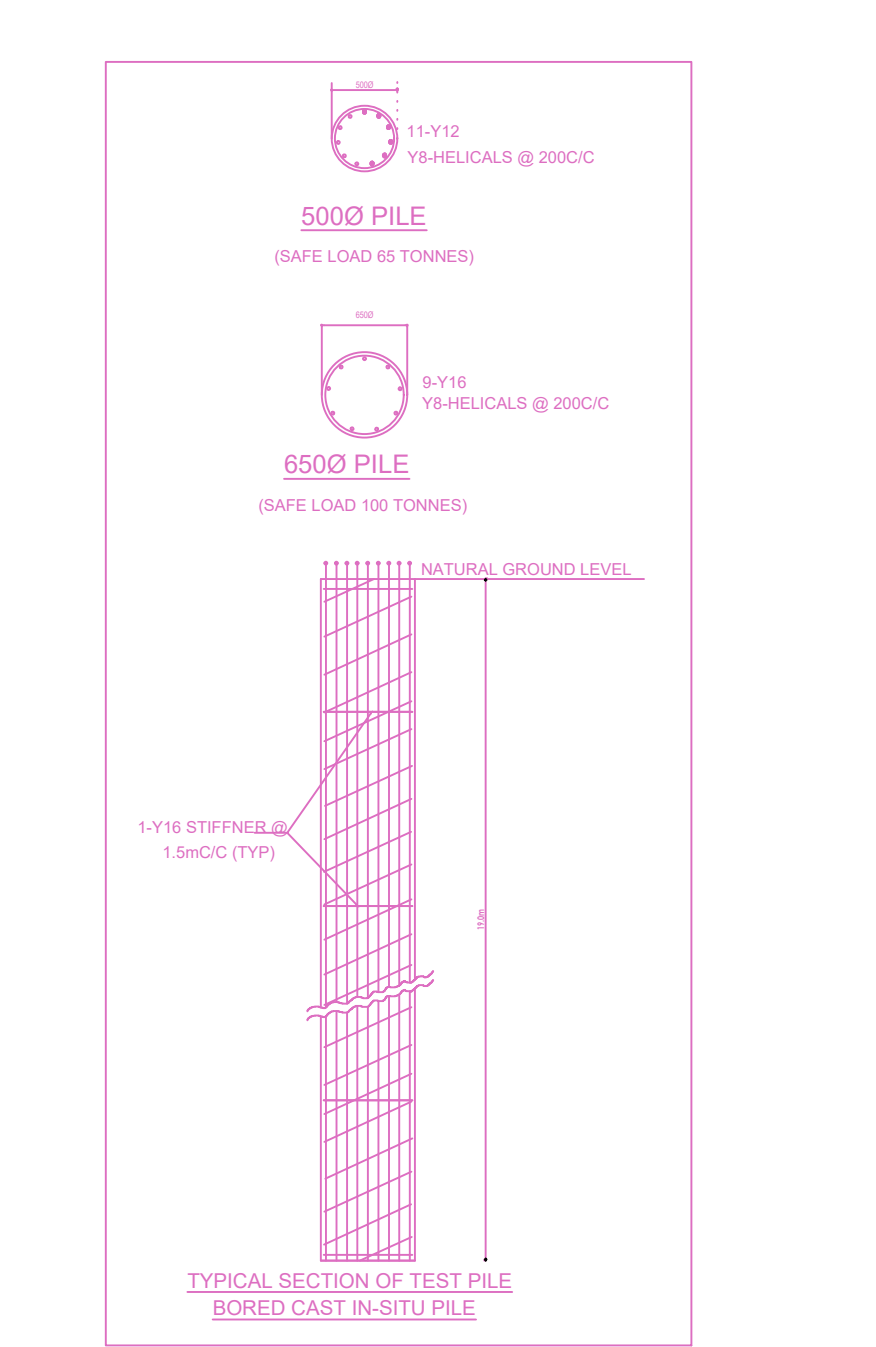 500Ø
11-Y12
Y8-HELICALS @ 200C/C
500Ø PILE
(SAFE LOAD 65 TONNES)
650Ø
9-Y16
Y8-HELICALS @ 200C/C
650Ø PILE
(SAFE LOAD 100 TONNES)
NATURAL GROUND LEVEL
1-Y16 STIFFNER @
1.5mC/C (TYP)
19.0m
TYPICAL SECTION OF TEST PILE
BORED CAST IN-SITU PILE